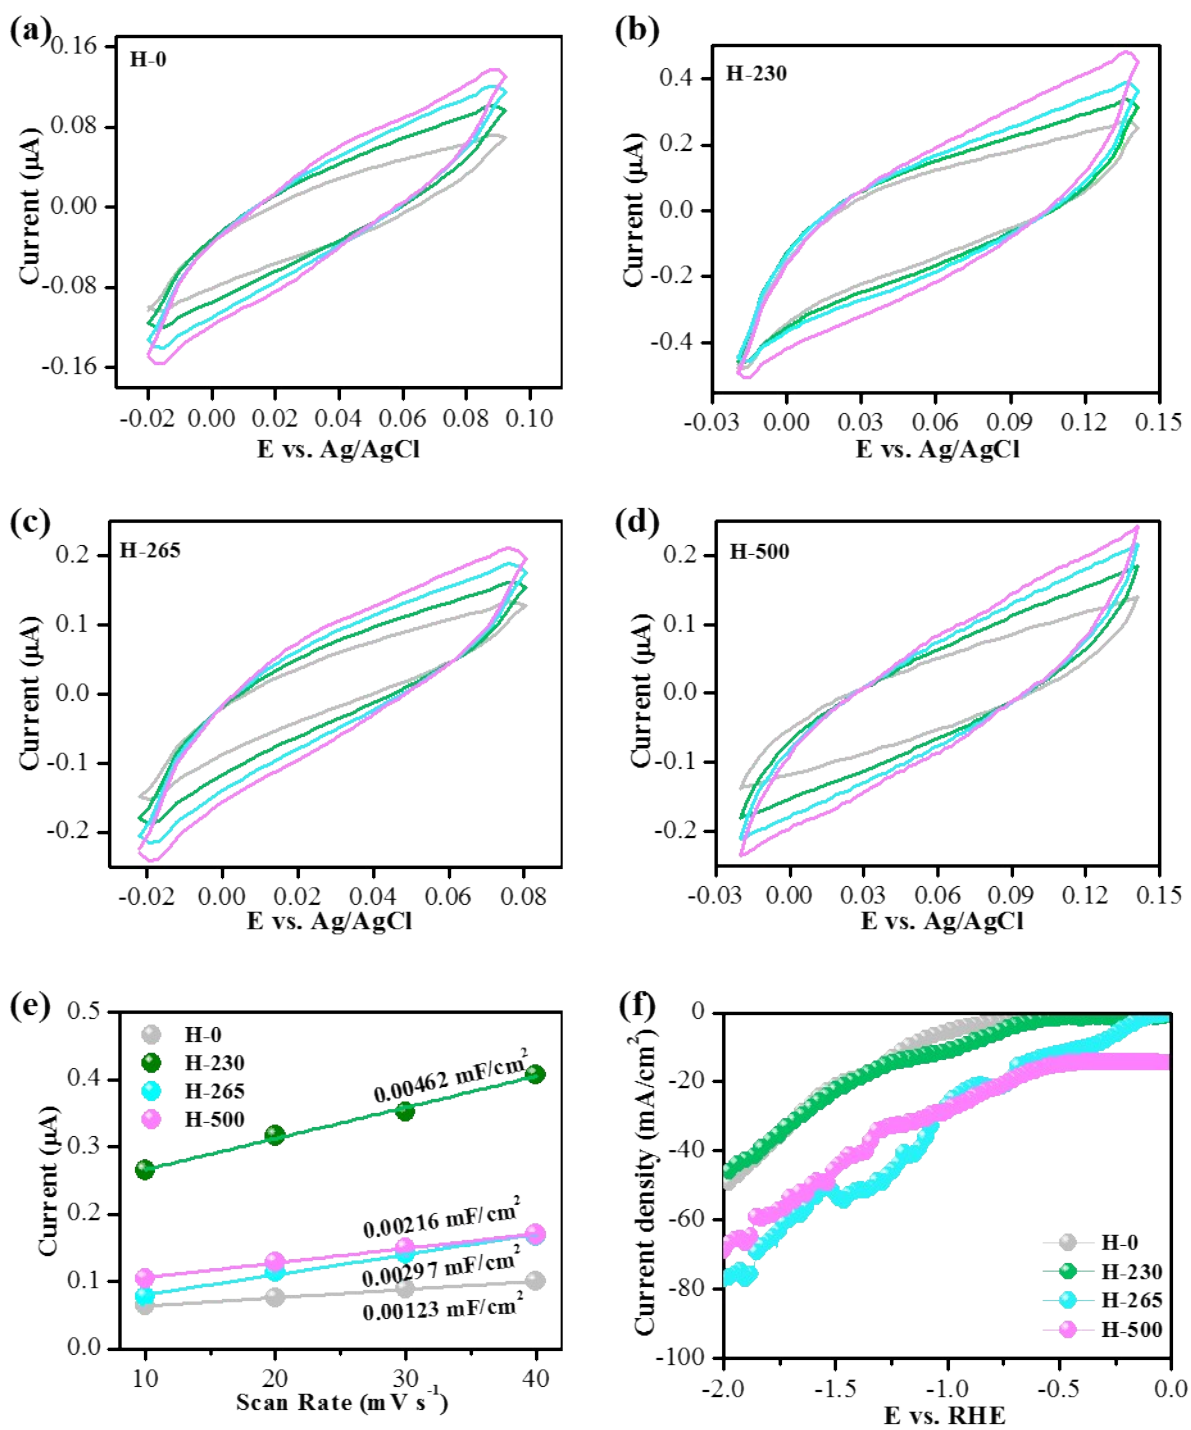 (a)
0.16
0.08
0.00
-0.08
-0.16
Current (μA)
H-0
-0.02 0.00 0.02 0.04 0.06 0.08 0.10
E vs. Ag/AgCl
(b)
0.4
0.2
0.0
-0.2
-0.4
Current (μA)
H-230
-0.03 0.00 0.03 0.06 0.09 0.12 0.15
E vs. Ag/AgCl
(c)
0.2
0.1
0.0
-0.1
-0.2
Current (μA)
H-265
-0.02 0.00 0.02 0.04 0.06 0.08
E vs. Ag/AgCl
(d)
0.2
0.1
0.0
-0.1
-0.2
Current (μA)
H-500
-0.03 0.00 0.03 0.06 0.09 0.12 0.15
E vs. Ag/AgCl
(e)
0.5
0.4
0.3
0.2
0.1
0.0
Current (μA)
H-0
H-230
H-265
H-500
0.00462 mF/cm²
0.00216 mF/cm²
0.00297 mF/cm²
0.00123 mF/cm²
10 20 30 40
Scan Rate (mV s⁻¹)
(f)
0
-20
-40
-60
-80
-100
Current density (mA/cm²)
H-0
H-230
H-265
H-500
-2.0 -1.5 -1.0 -0.5 0.0
E vs. RHE